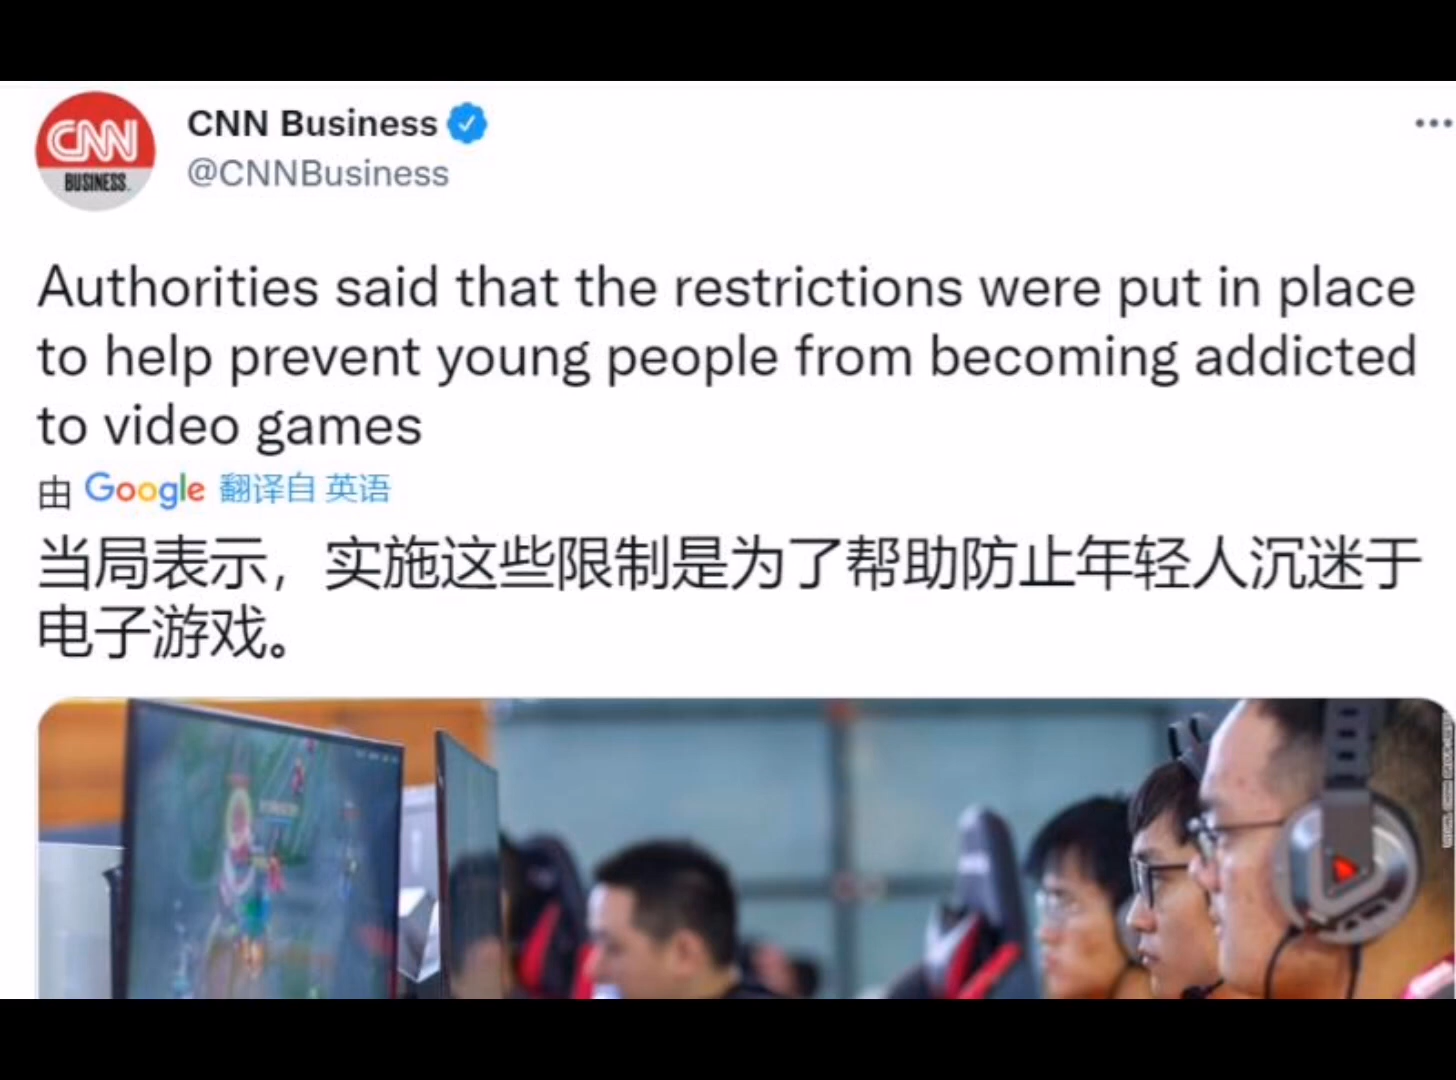 CNN
BUSINESS
CNN Business
@CNNBusiness
Authorities said that the restrictions were put in place
to help prevent young people from becoming addicted
to video games
由 Google 翻译自 英语
当局表示，实施这些限制是为了帮助防止年轻人沉迷于
电子游戏。